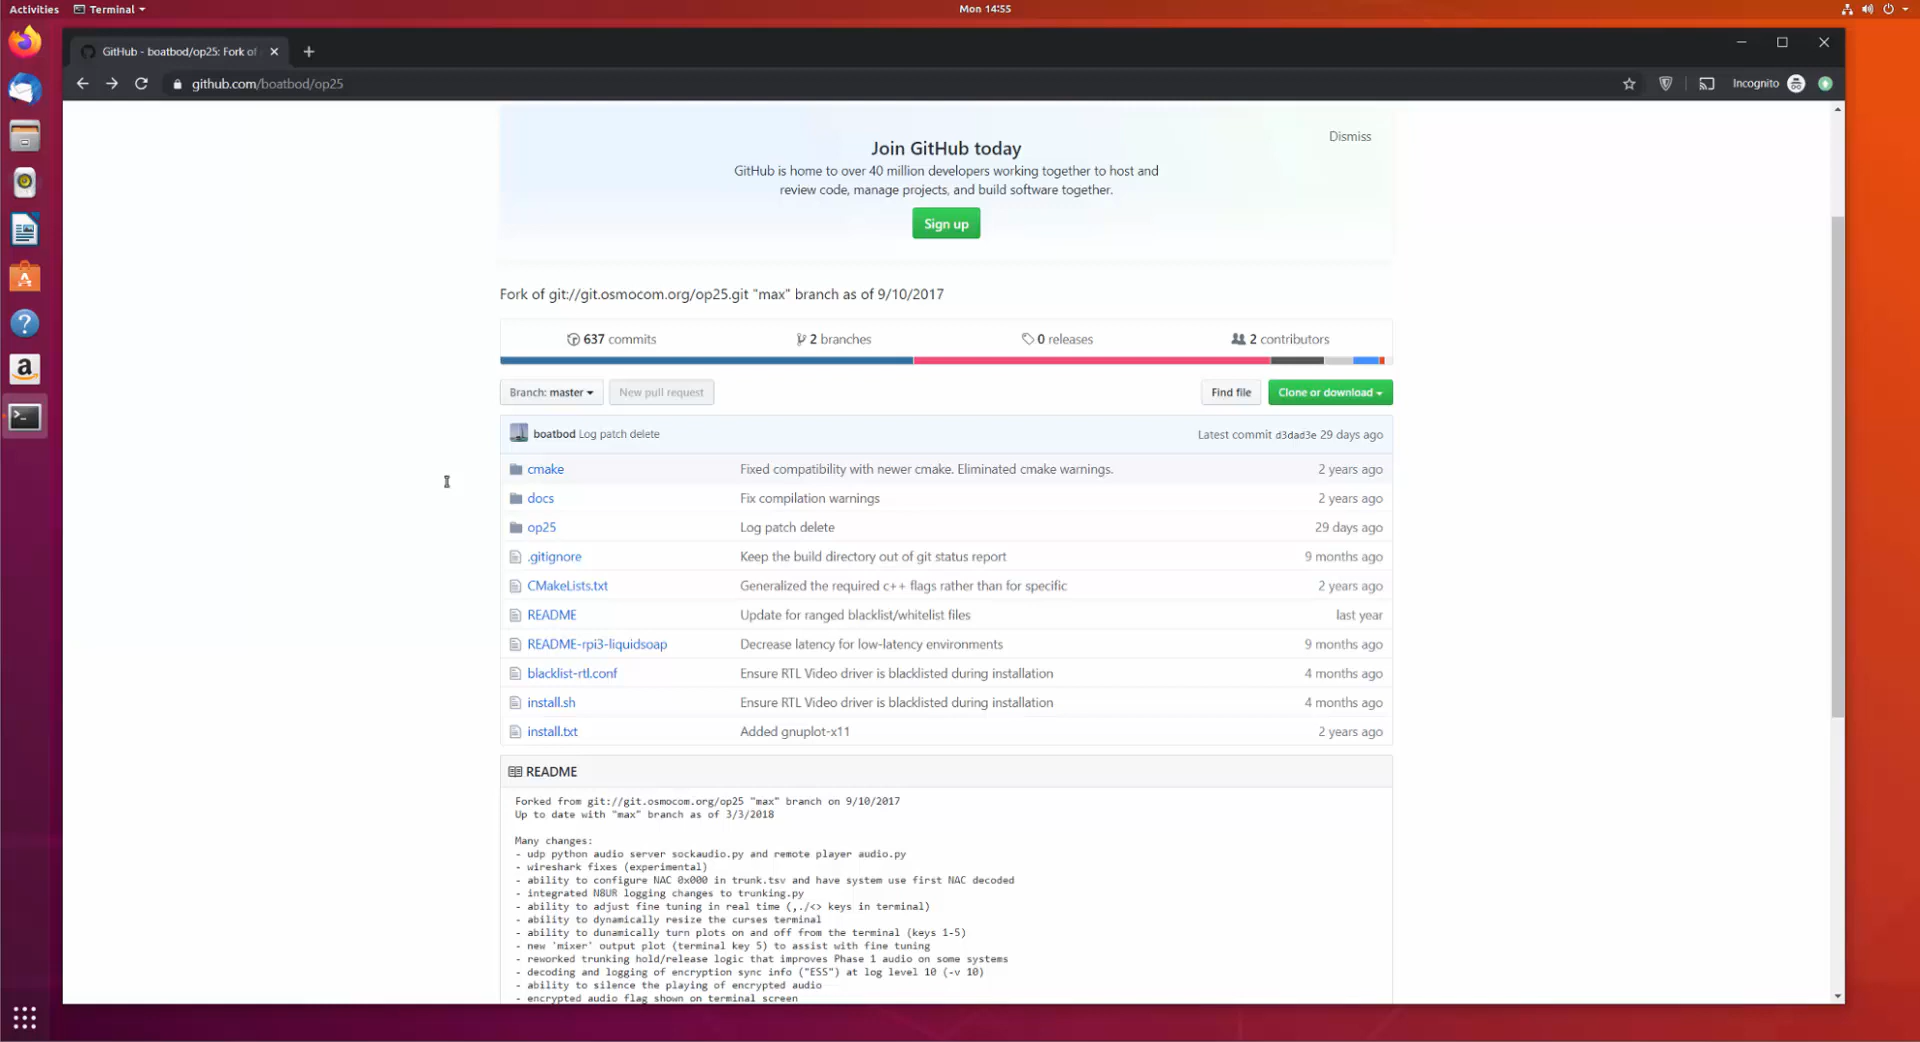 Activities
Terminal
Mon 14:55
GitHub - boatbod/op25: Fork of
github.com/boatbod/op25
Incognito
Join GitHub today
Dismiss
GitHub is home to over 40 million developers working together to host and
review code, manage projects, and build software together.
Sign up
Fork of git://git.osmocom.org/op25.git "max" branch as of 9/10/2017
637 commits
2 branches
0 releases
2 contributors
Branch: master
New pull request
Find file
Clone or download
boatbod Log patch delete
Latest commit d3dad3e 29 days ago
cmake
Fixed compatibility with newer cmake. Eliminated cmake warnings.
2 years ago
docs
Fix compilation warnings
2 years ago
op25
Log patch delete
29 days ago
.gitignore
Keep the build directory out of git status report
9 months ago
CMakeLists.txt
Generalized the required c++ flags rather than for specific
2 years ago
README
Update for ranged blacklist/whitelist files
last year
README-rpi3-liquidsoap
Decrease latency for low-latency environments
9 months ago
blacklist-rtl.conf
Ensure RTL Video driver is blacklisted during installation
4 months ago
install.sh
Ensure RTL Video driver is blacklisted during installation
4 months ago
install.txt
Added gnuplot-x11
2 years ago
README
Forked from git://git.osmocom.org/op25 "max" branch on 9/10/2017
Up to date with "max" branch as of 3/3/2018
Many changes:
- udp python audio server sockaudio.py and remote player audio.py
- wireshark fixes (experimental)
- ability to configure NAC 0x000 in trunk.tsv and have system use first NAC decoded
- integrated N8UR logging changes to trunking.py
- ability to adjust fine tuning in real time (,./<> keys in terminal)
- ability to dynamically resize the curses terminal
- ability to dunamically turn plots on and off from the terminal (keys 1-5)
- new 'mixer' output plot (terminal key 5) to assist with fine tuning
- reworked trunking hold/release logic that improves Phase 1 audio on some systems
- decoding and logging of encryption sync info ("ESS") at log level 10 (-v 10)
- ability to silence the playing of encrypted audio
- encrypted audio flag shown on terminal screen